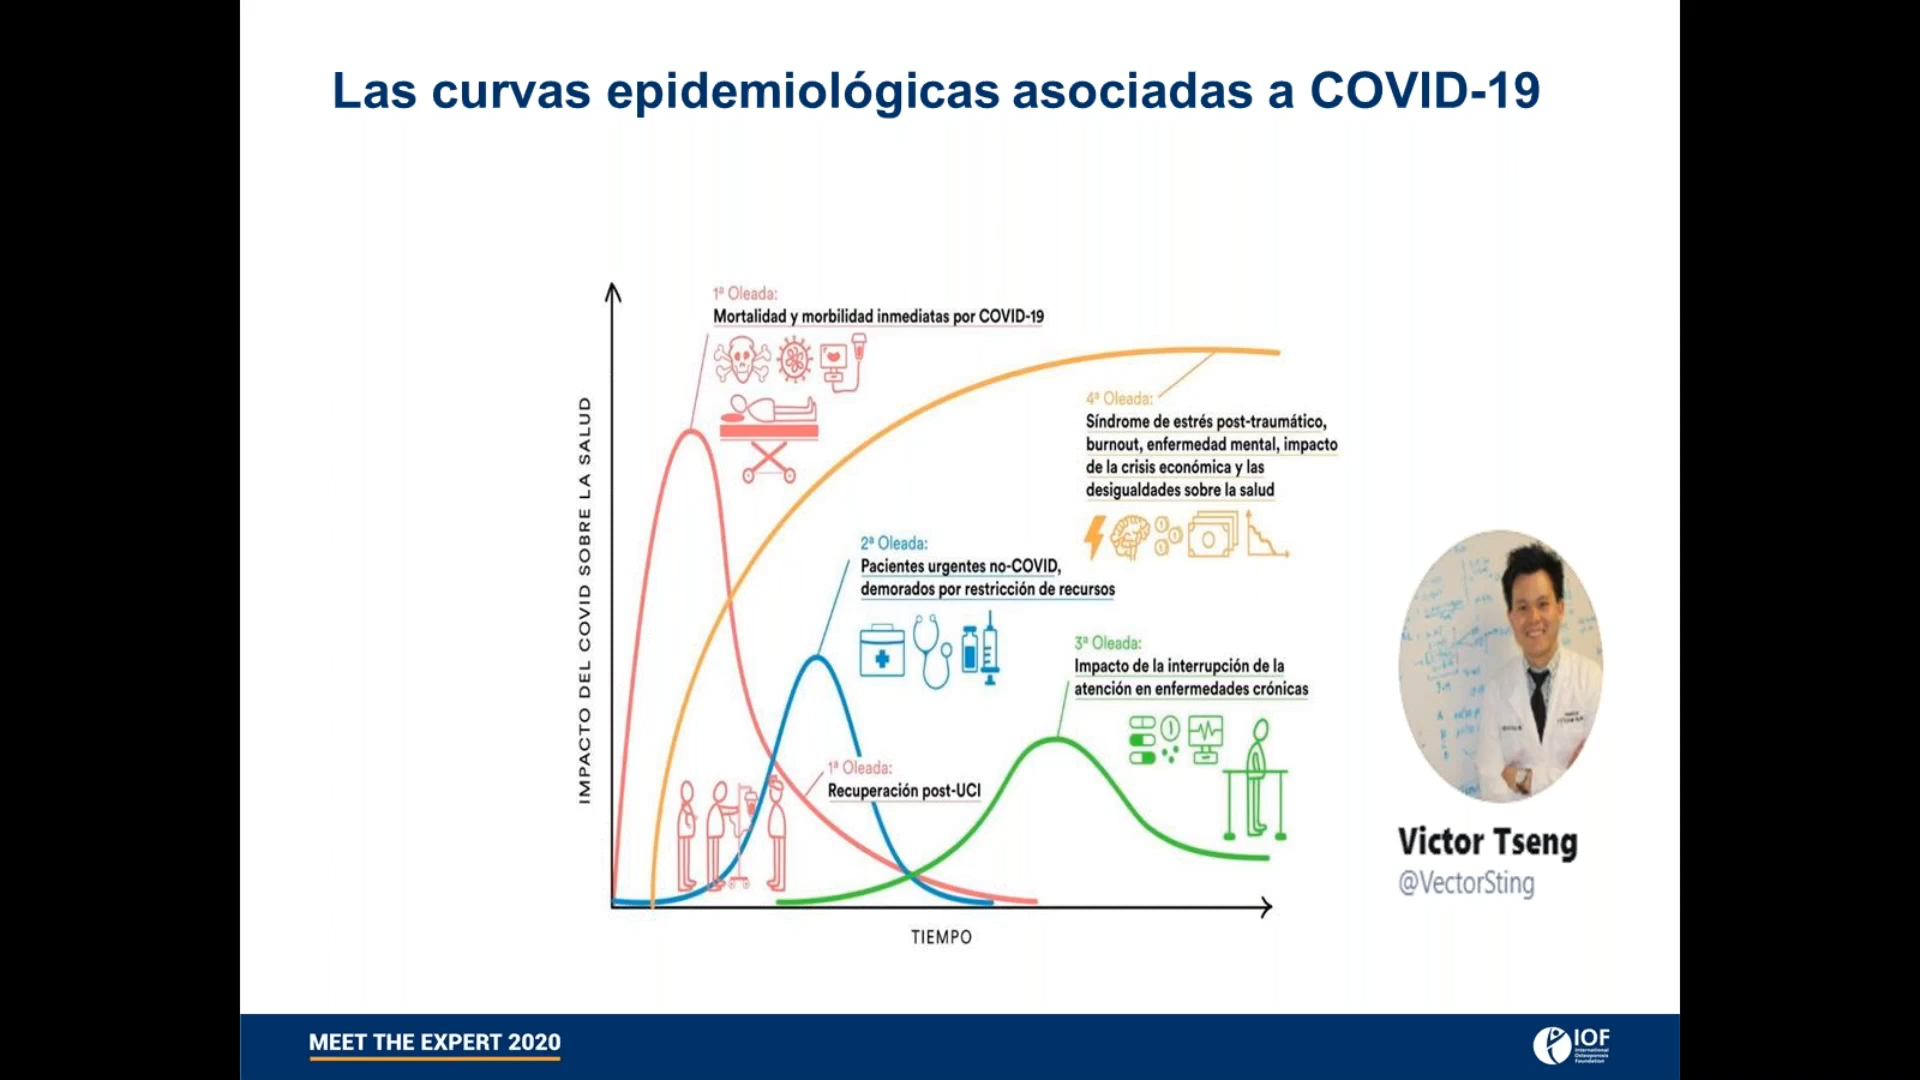 Las curvas epidemiológicas asociadas a COVID-19
1ª Oleada:
Mortalidad y morbilidad inmediatas por COVID-19
4ª Oleada:
Síndrome de estrés post-traumático,
burnout, enfermedad mental, impacto
de la crisis económica y las
desigualdades sobre la salud
2ª Oleada:
Pacientes urgentes no-COVID,
demorados por restricción de recursos
3ª Oleada:
Impacto de la interrupción de la
atención en enfermedades crónicas
1ª Oleada:
Recuperación post-UCI
IMPACTO DEL COVID SOBRE LA SALUD
TIEMPO
Victor Tseng
@VectorSting
MEET THE EXPERT 2020
IOF
International
Osteoporosis
Foundation